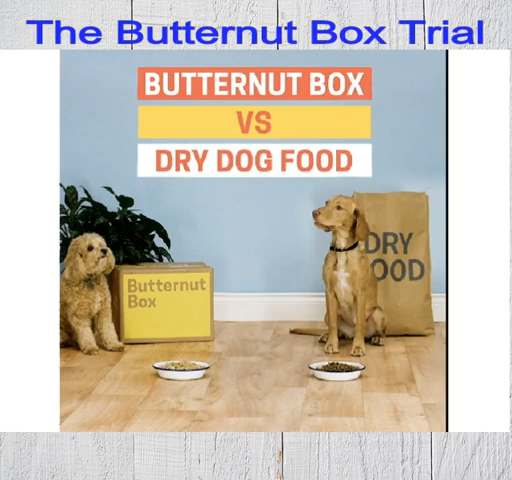 The Butternut Box Trial
BUTTERNUT BOX
VS
DRY DOG FOOD
Butternut
Box
DRY
OOD